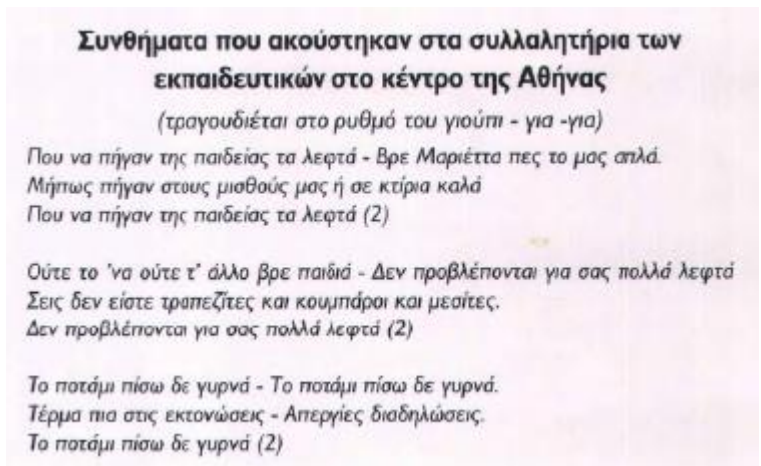 Συνθήματα που ακούστηκαν στα συλλαλητήρια των
εκπαιδευτικών στο κέντρο της Αθήνας
(τραγουδιέται στο ρυθμό του γιούπι - για -για)
Που να πήγαν της παιδείας τα λεφτά - Βρε Μαριέττα πες το μας απλά.
Μήπως πήγαν στους μισθούς μας ή σε κτίρια καλά
Που να πήγαν της παιδείας τα λεφτά (2)
Ούτε το 'να ούτε τ' άλλο βρε παιδιά - Δεν προβλέπονται για σας πολλά λεφτά
Σεις δεν είστε τραπεζίτες και κουμπάροι και μεσίτες.
Δεν προβλέπονται για σας πολλά λεφτά (2)
Το ποτάμι πίσω δε γυρνά - Το ποτάμι πίσω δε γυρνά.
Τέρμα πια στις εκτονώσεις - Απεργίες διαδηλώσεις.
Το ποτάμι πίσω δε γυρνά (2)